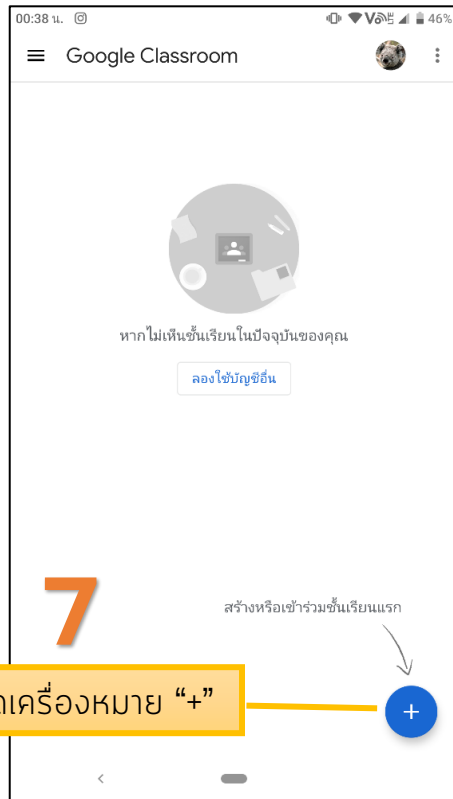 00:38 น. 46%
Google Classroom
หากไม่เห็นชั้นเรียนในปัจจุบันของคุณ
ลองใช้บัญชีอื่น
7
สร้างหรือเข้าร่วมชั้นเรียนแรก
เครื่องหมาย “+”
+